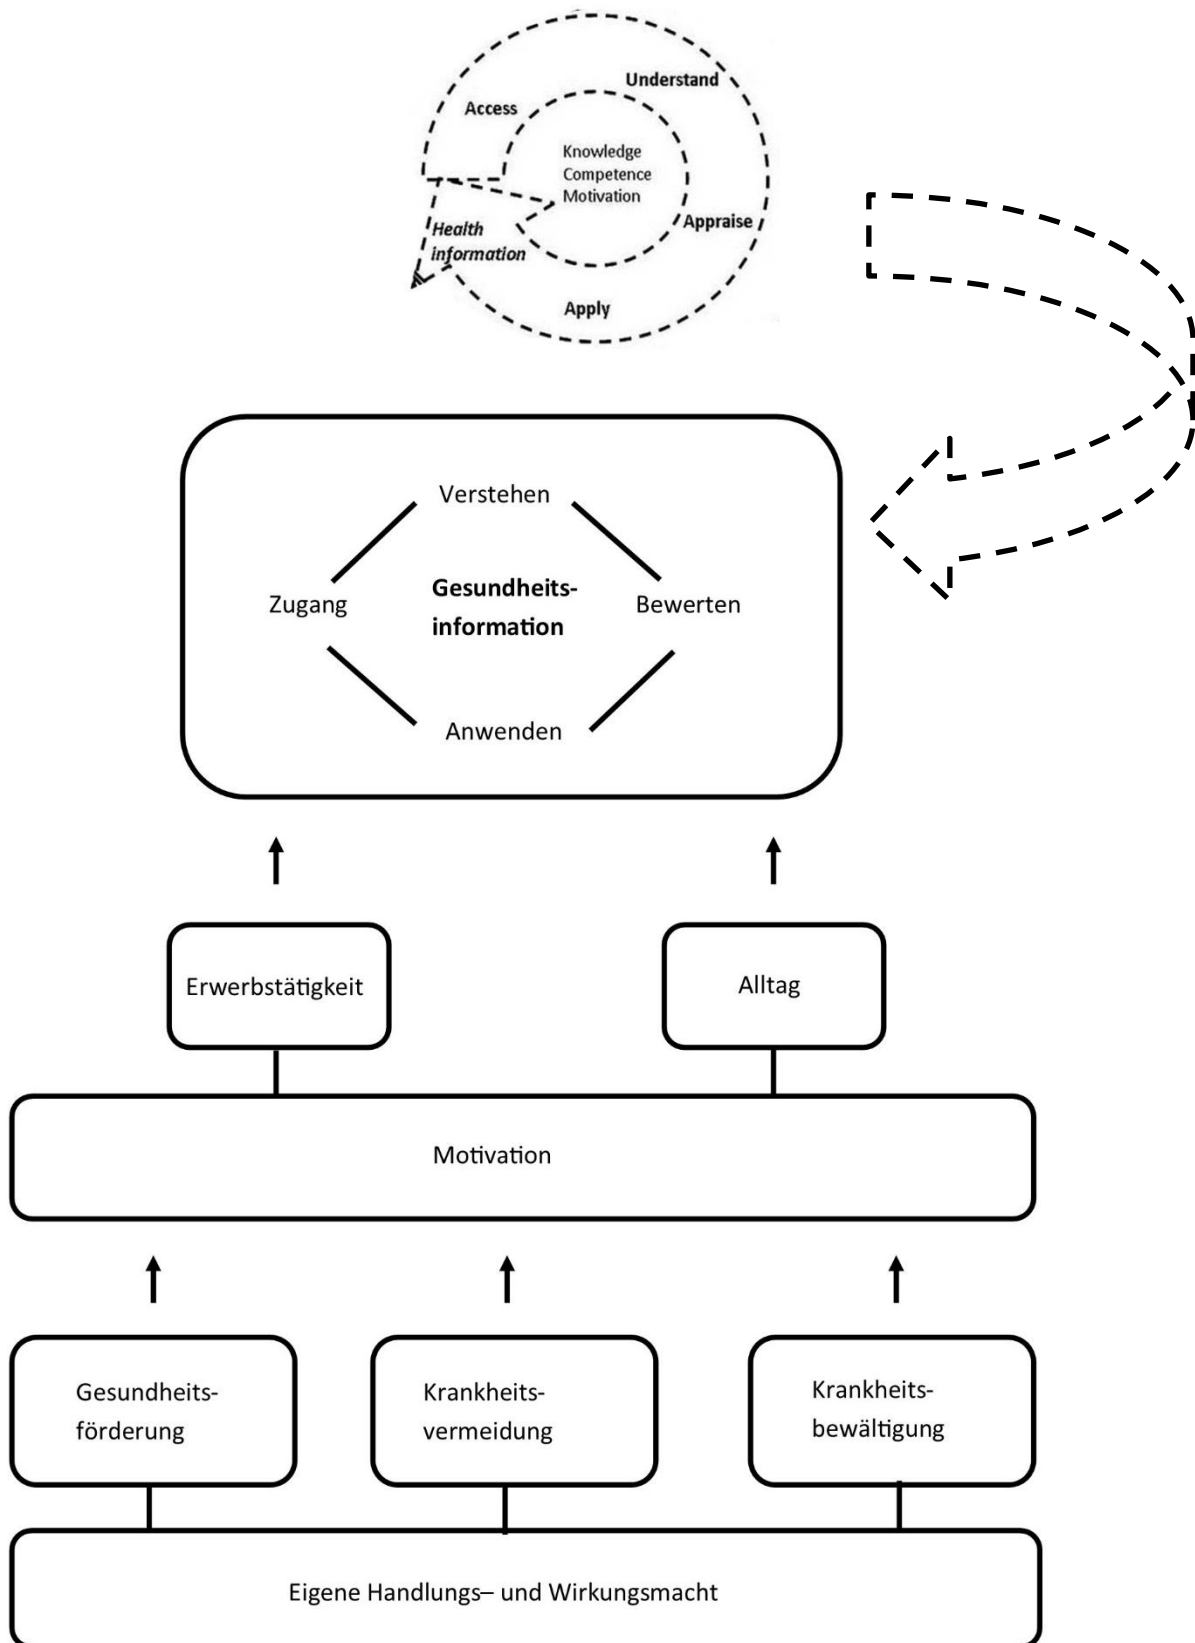 Understand
Access
Knowledge
Competence
Motivation
Appraise
Health
information
Apply
Verstehen
Gesundheits-
information
Zugang
Bewerten
Anwenden
Erwerbstätigkeit
Alltag
Motivation
Gesundheits-
förderung
Krankheits-
vermeidung
Krankheits-
bewältigung
Eigene Handlungs– und Wirkungsmacht